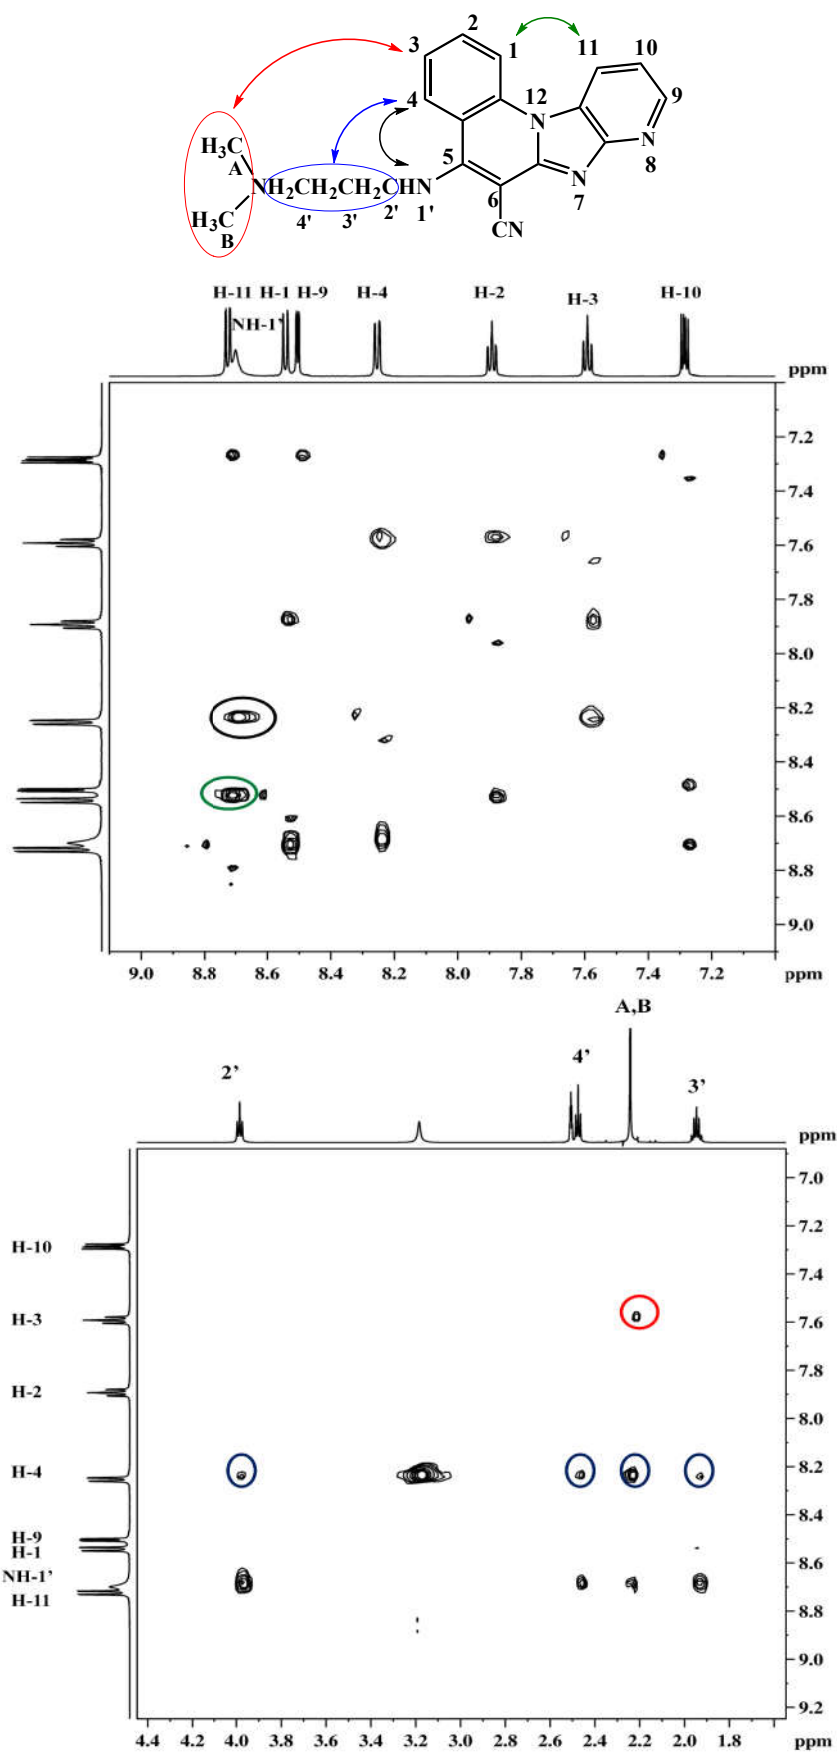 2
3 1 11 10
4 12 9
H₃C N N 8
A 5
NH₂CH₂CH₂CHN N
H₃C 4' 3' 2' 1' 6 7
B CN
H-11 H-1 H-9 H-4 H-2 H-3 H-10
NH-1'
ppm
7.2
7.4
7.6
7.8
8.0
8.2
8.4
8.6
8.8
9.0
9.0 8.8 8.6 8.4 8.2 8.0 7.8 7.6 7.4 7.2 ppm
A,B
2' 4' 3'
ppm
7.0
H-10 7.2
7.4
H-3 7.6
H-2 7.8
8.0
H-4 8.2
8.4
H-9
H-1
NH-1' 8.6
H-11 8.8
9.0
9.2
4.4 4.2 4.0 3.8 3.6 3.4 3.2 3.0 2.8 2.6 2.4 2.2 2.0 1.8 ppm